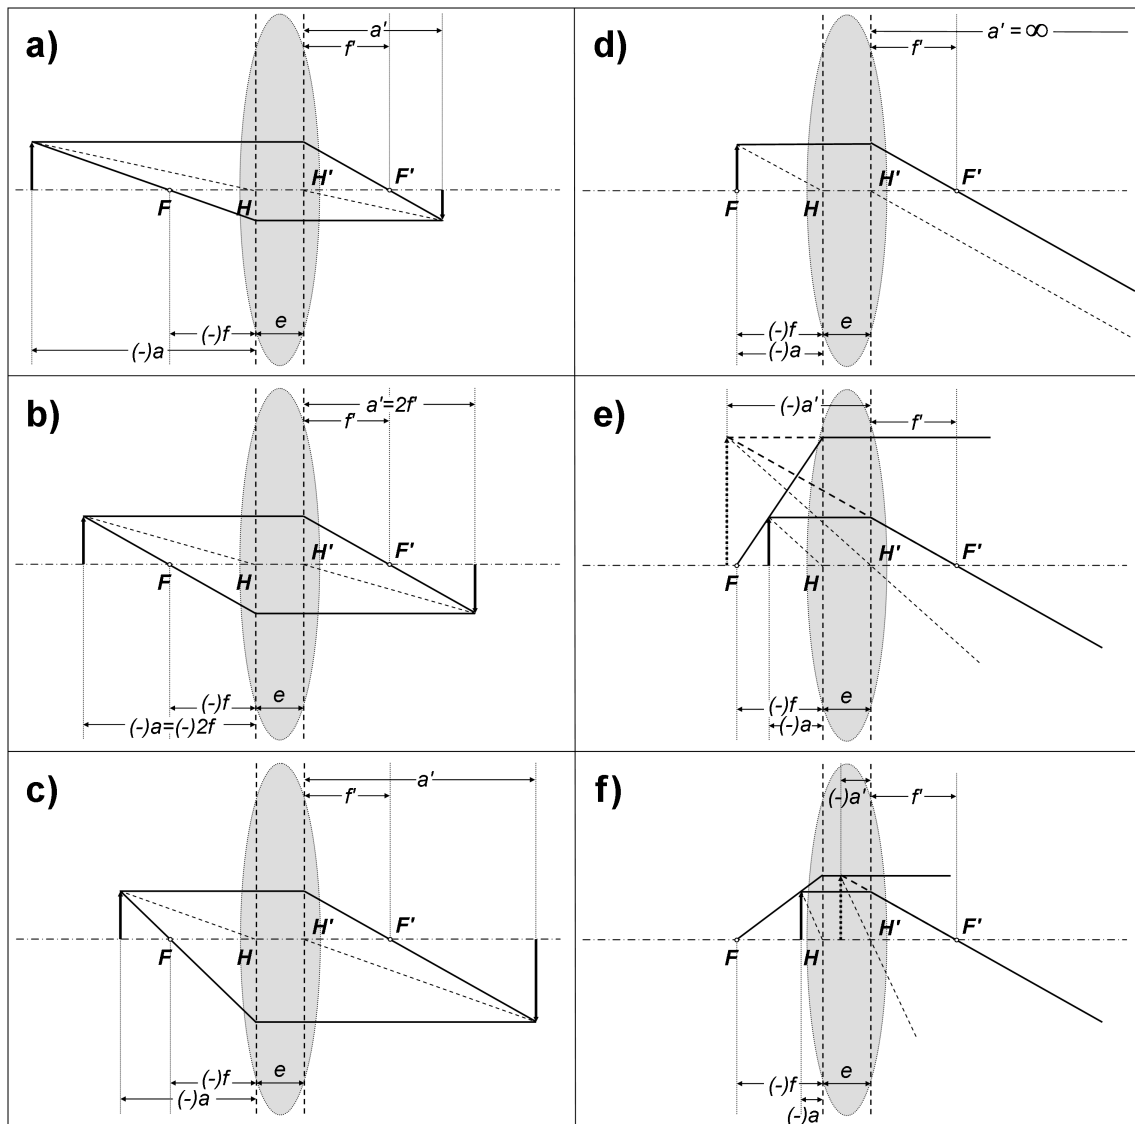 a)
a'
f'
F
H
H'
F'
(-)f
e
(-)a
b)
a'=2f'
f'
F
H
H'
F'
(-)f
e
(-)a=(-)2f
c)
a'
f'
F
H
H'
F'
(-)f
e
(-)a
d)
a' = ∞
f'
F
H
H'
F'
(-)f
e
(-)a
e)
(-)a'
f'
F
H
H'
F'
(-)f
e
(-)a
f)
(-)a'
f'
F
H
H'
F'
(-)f
e
(-)a